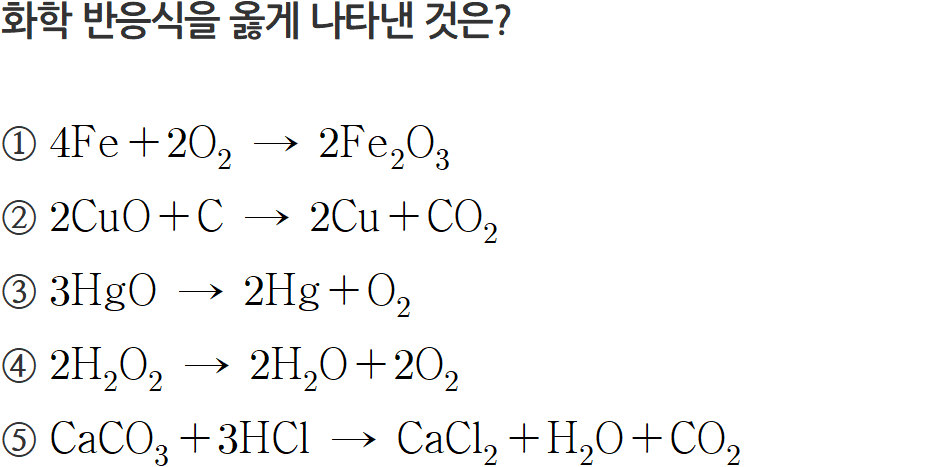 화학 반응식을 옳게 나타낸 것은?
① 4Fe+2O₂ → 2Fe₂O₃
② 2CuO+C → 2Cu+CO₂
③ 3HgO → 2Hg+O₂
④ 2H₂O₂ → 2H₂O+2O₂
⑤ CaCO₃+3HCl → CaCl₂+H₂O+CO₂